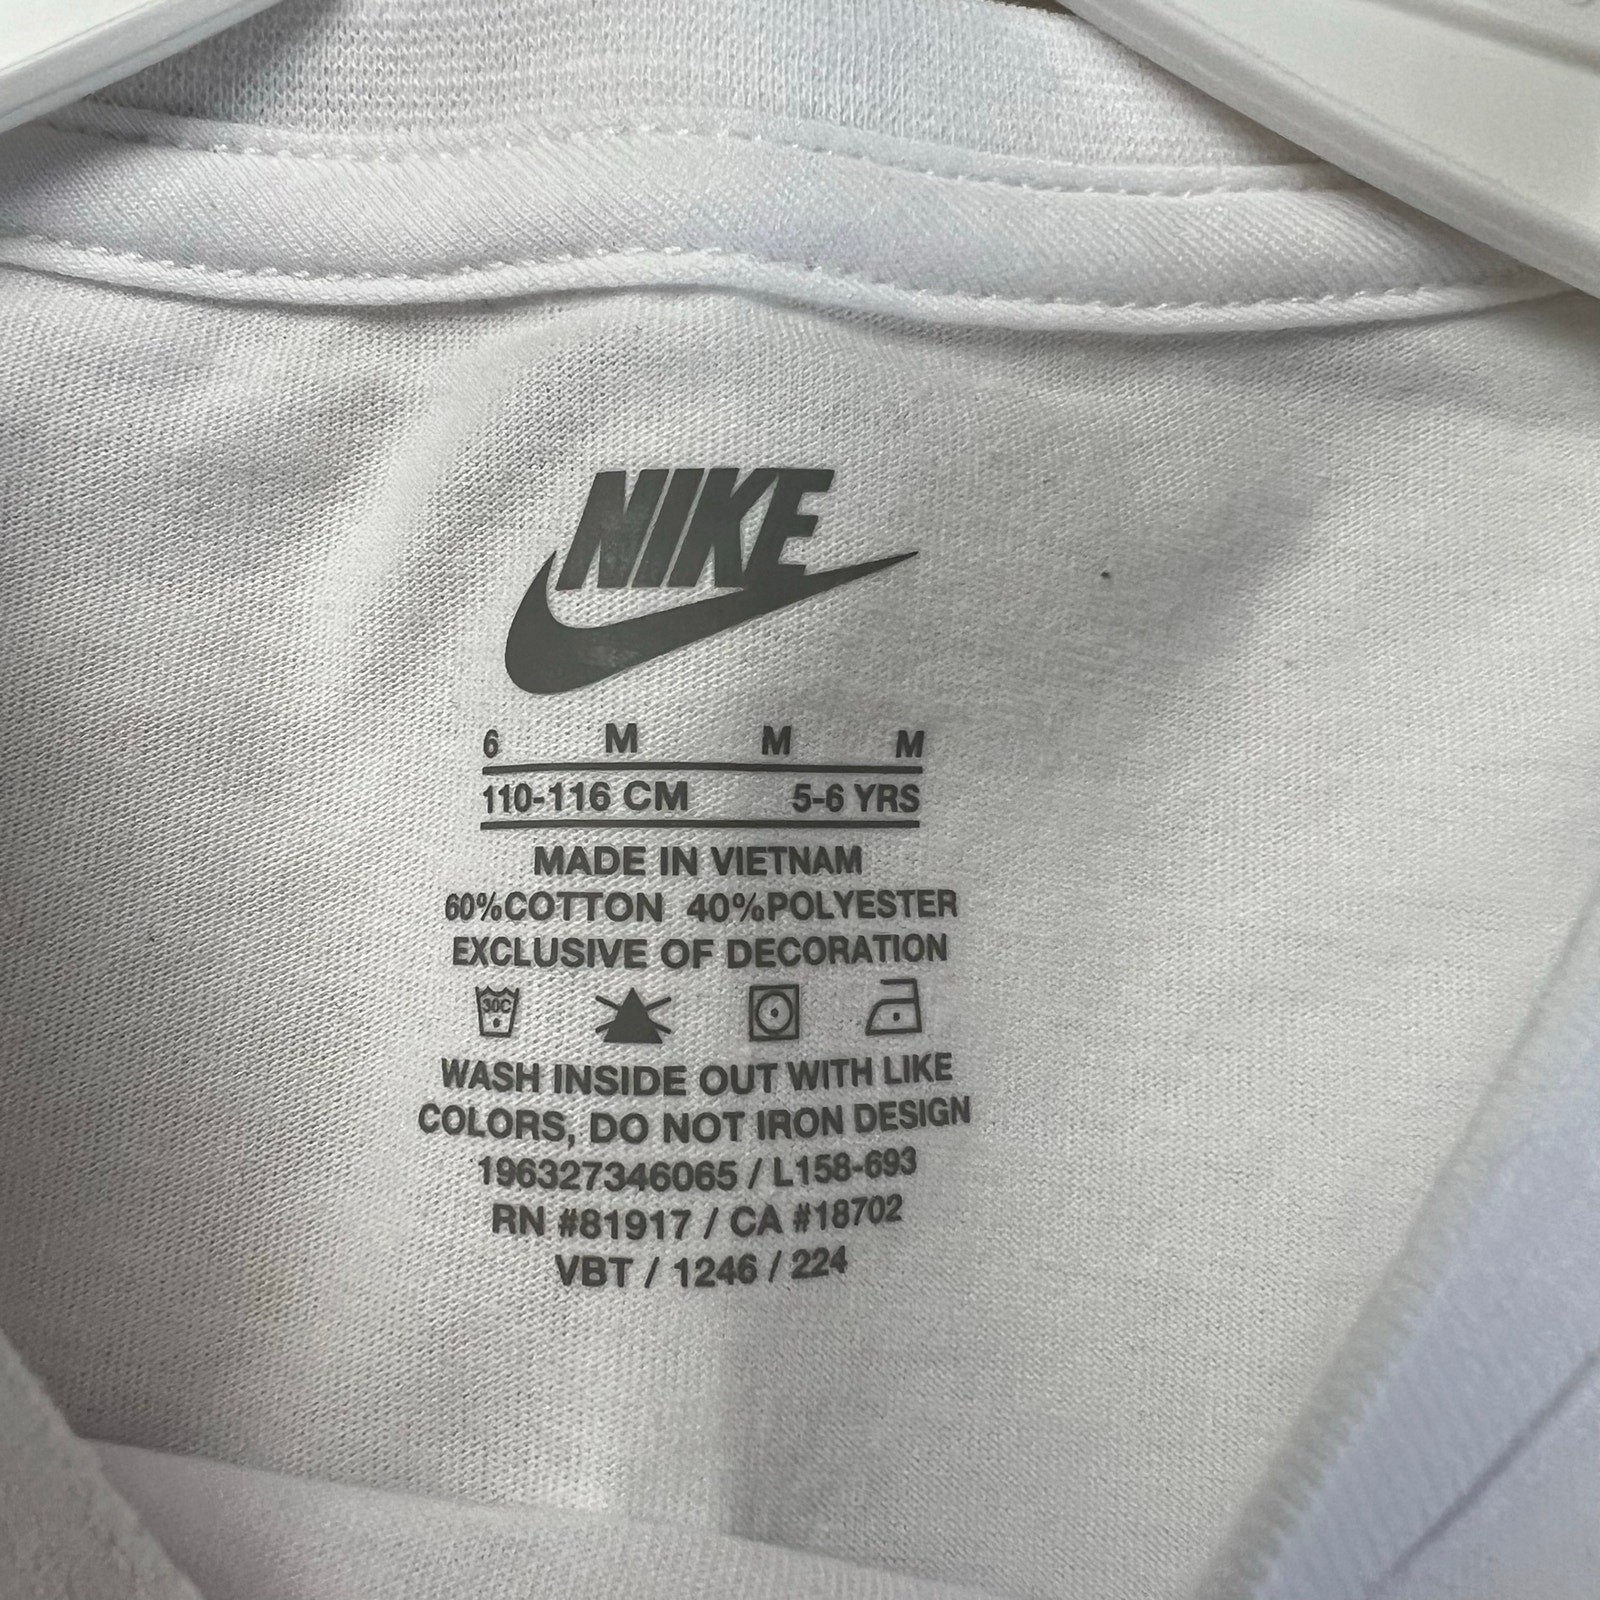 NIKE
6 M M M
110-116 CM 5-6 YRS
MADE IN VIETNAM
60%COTTON 40%POLYESTER
EXCLUSIVE OF DECORATION
30C
WASH INSIDE OUT WITH LIKE
COLORS, DO NOT IRON DESIGN
196327346065 / L158-693
RN #81917 / CA #18702
VBT / 1246 / 224